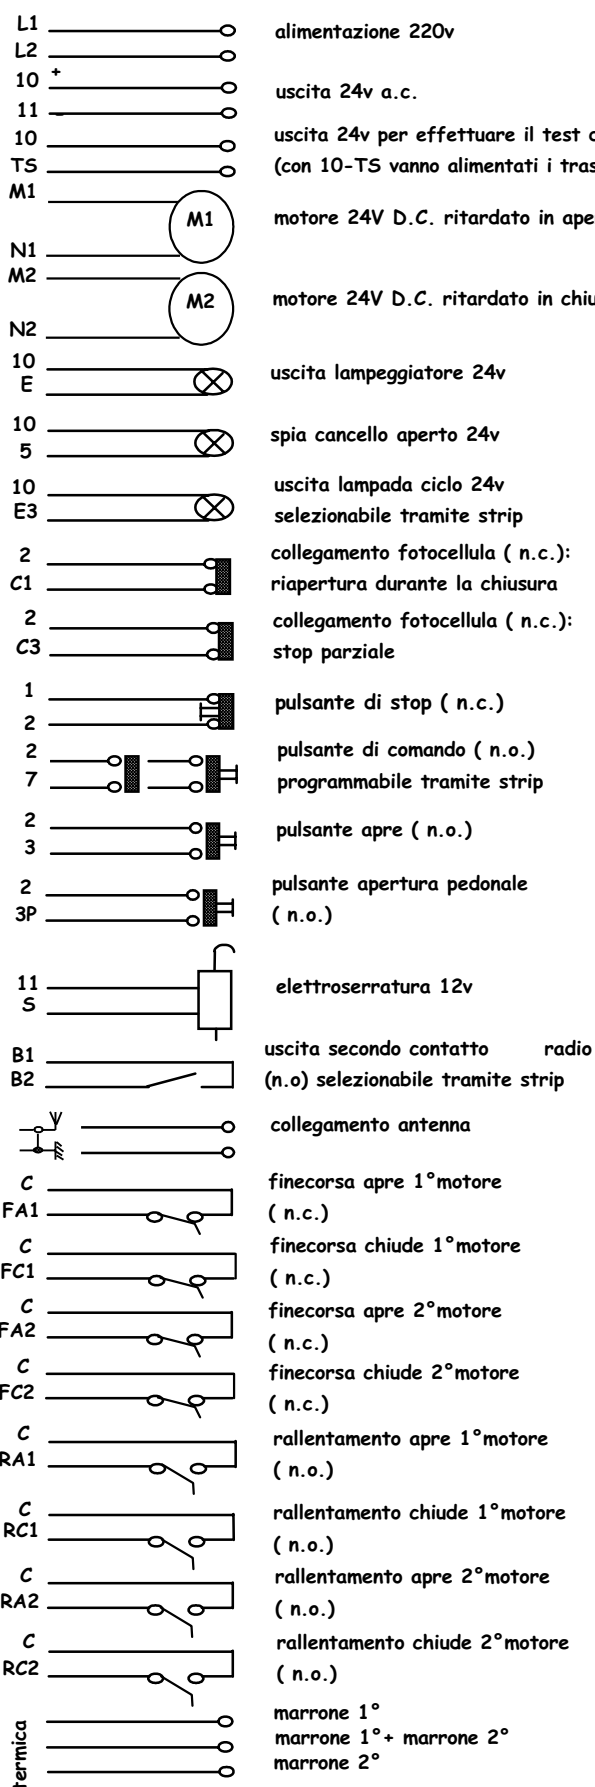 L1
alimentazione 220v
L2
10 +
uscita 24v a.c.
11 -
10
uscita 24v per effettuare il test
TS
(con 10-TS vanno alimentati i
M1
M1
motore 24V D.C. ritardato in
N1
M2
M2
motore 24V D.C. ritardato in
N2
10
uscita lampeggiatore 24v
E
10
spia cancello aperto 24v
5
10
uscita lampada ciclo 24v
E3
selezionabile tramite strip
2
collegamento fotocellula ( n.c.):
C1
riapertura durante la chiusura
2
collegamento fotocellula ( n.c.):
C3
stop parziale
1
pulsante di stop ( n.c.)
2
2
pulsante di comando ( n.o.)
7
programmabile tramite strip
2
pulsante apre ( n.o.)
3
2
pulsante apertura pedonale
3P
( n.o.)
11
elettroserratura 12v
S
B1
uscita secondo contatto radio
B2
(n.o) selezionabile tramite strip
collegamento antenna
C
finecorsa apre 1°motore
FA1
( n.c.)
C
finecorsa chiude 1°motore
FC1
( n.c.)
C
finecorsa apre 2°motore
FA2
( n.c.)
C
finecorsa chiude 2°motore
FC2
( n.c.)
C
rallentamento apre 1°motore
RA1
( n.o.)
C
rallentamento chiude 1°motore
RC1
( n.o.)
C
rallentamento apre 2°motore
RA2
( n.o.)
C
rallentamento chiude 2°motore
RC2
( n.o.)
termica
marrone 1°
marrone 1°+ marrone 2°
marrone 2°